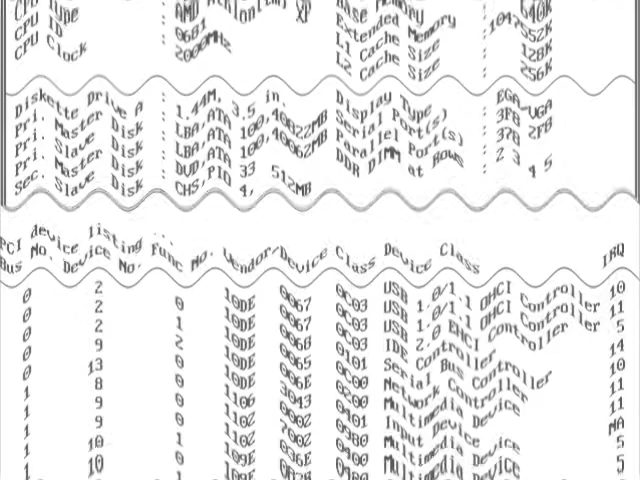 CPU Type : AMD Athlon(tm) XP Base Memory : 640K
CPU ID : 0681 Extended Memory : 1047552K
CPU Clock : 2000MHz L1 Cache Size : 128K
L2 Cache Size : 256K
Diskette Drive A : 1.44M, 3.5 in. Display Type : EGA/VGA
Pri. Master Disk : LBA,ATA 100,40022MB Serial Port(s) : 3F8 2F8
Pri. Slave Disk : LBA,ATA 100,40062MB Parallel Port(s) : 378
Master Disk : DVD,ATA 33 DDR DIMM at Rows : 2 3 4 5
Sec. Slave Disk : CHS,PIO 4, 512MB
PCI device listing ...
Bus No. Device No. Func No. Vendor/Device Class Device Class IRQ
0 2 0 10DE 0067 0C03 USB 1.0/1.1 OHCI Controller 10
0 2 1 10DE 0067 0C03 USB 1.0/1.1 OHCI Controller 11
0 2 2 10DE 0068 0C03 USB 2.0 EHCI Controller 5
0 9 0 10DE 0065 0101 IDE Controller 14
0 13 0 10DE 006E 0C00 Serial Bus Controller 10
1 8 0 1106 3043 0200 Network Controller 11
1 9 0 1102 0002 0401 Multimedia Device 11
1 9 1 1102 7002 0980 Input Device NA
1 10 0 109E 036E 0400 Multimedia Device 5
1 10 1 109E 0878 0480 Multimedia Device 5